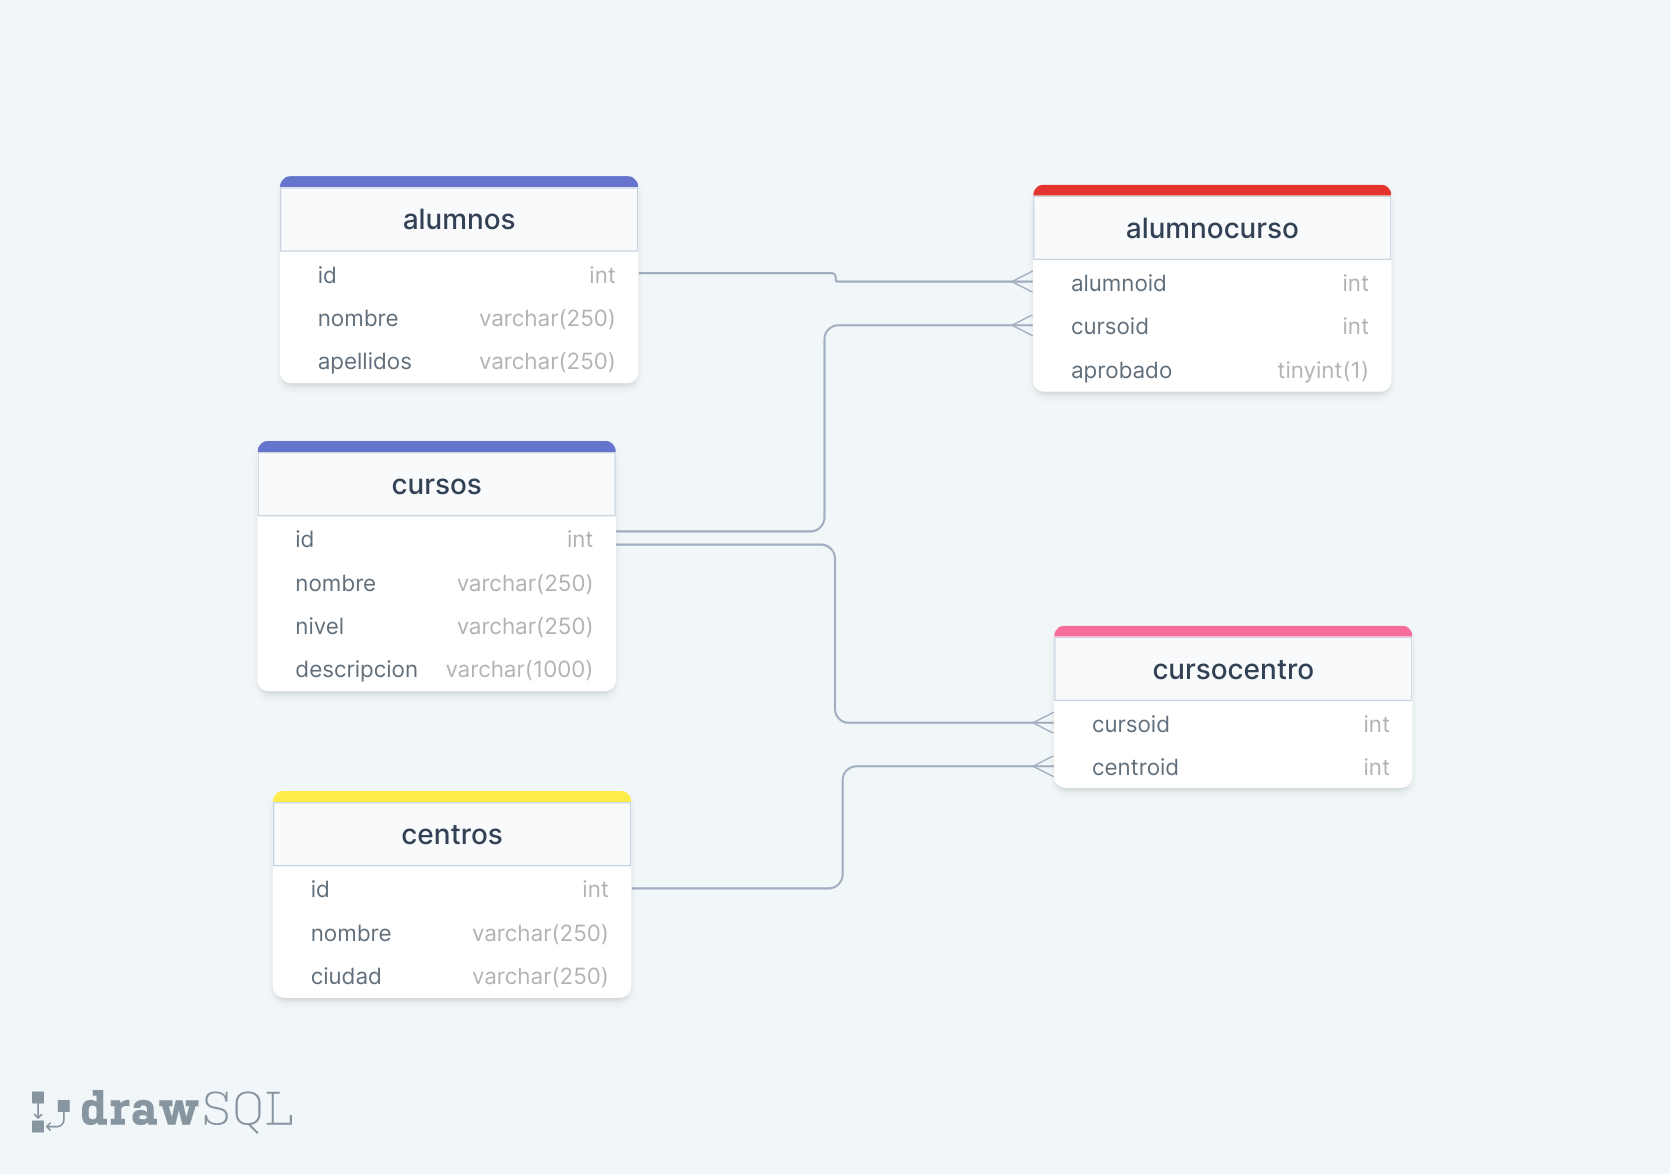 alumnos
id int
nombre varchar(250)
apellidos varchar(250)
alumnocurso
alumnoid int
cursoid int
aprobado tinyint(1)
cursos
id int
nombre varchar(250)
nivel varchar(250)
descripcion varchar(1000)
cursocentro
cursoid int
centroid int
centros
id int
nombre varchar(250)
ciudad varchar(250)
drawSQL